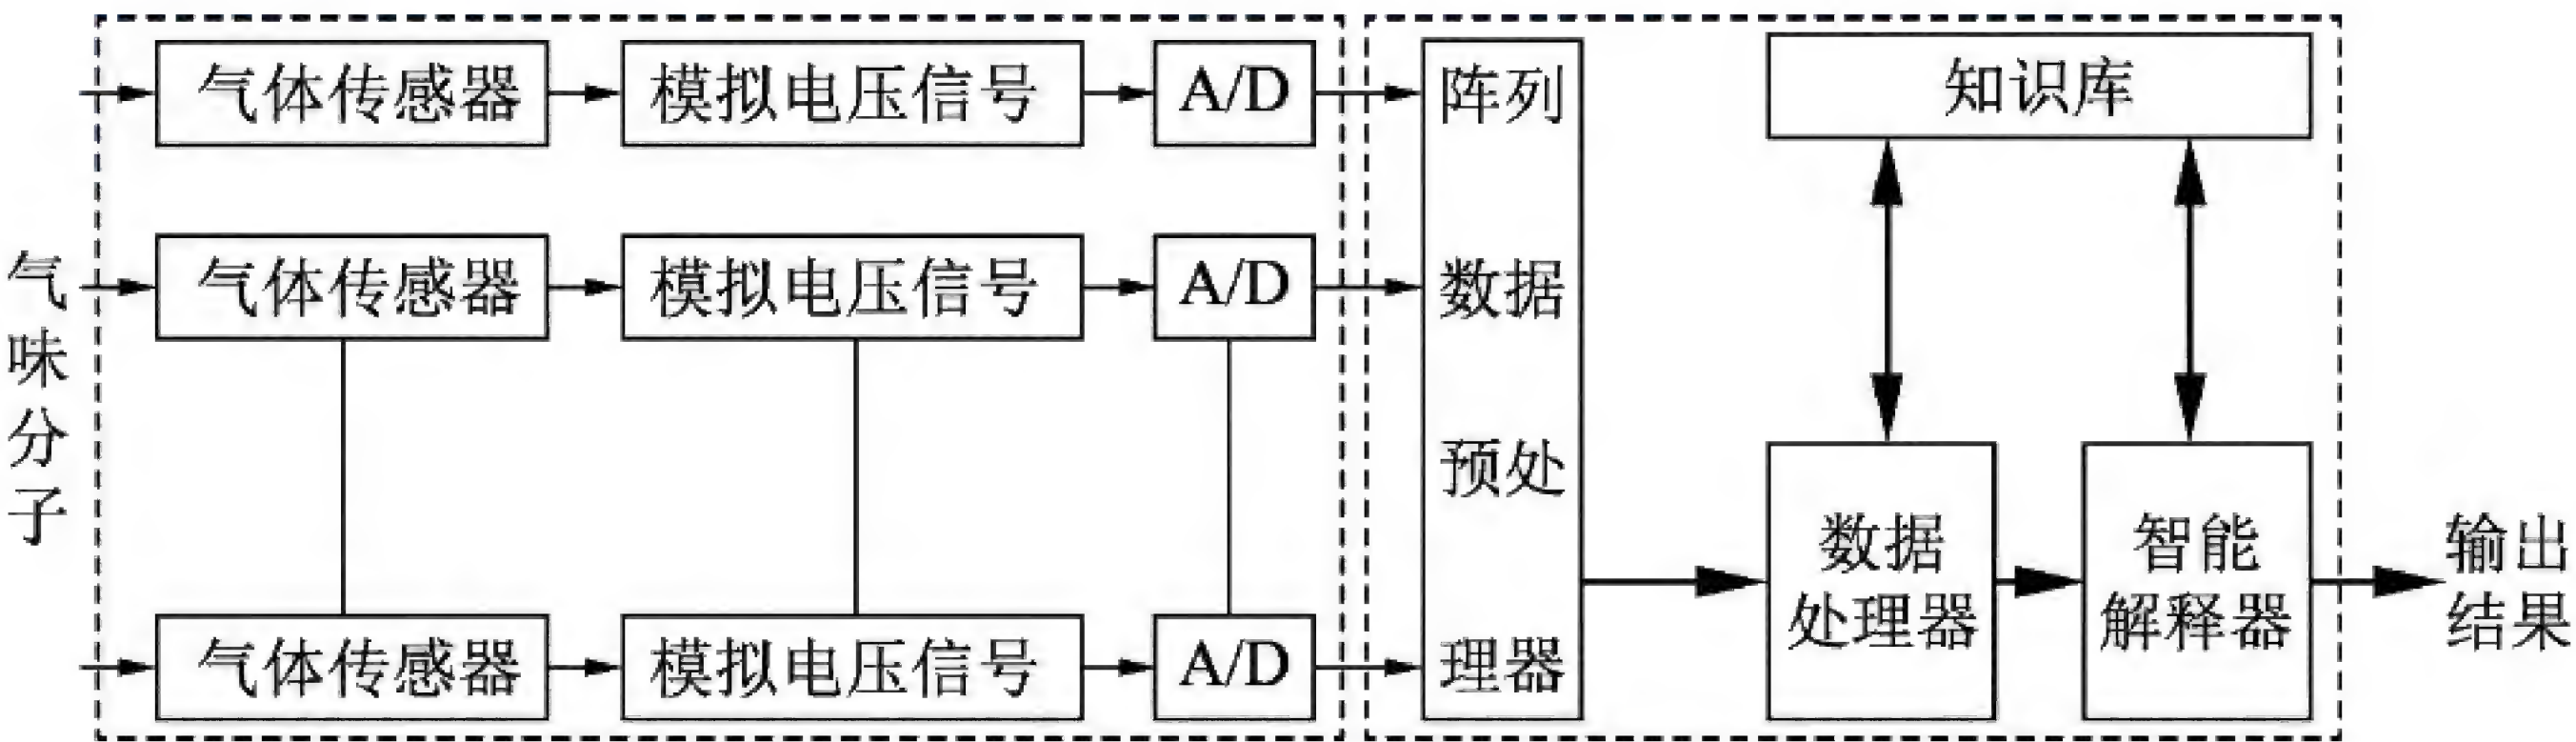 气味分子
气体传感器
模拟电压信号
A/D
气体传感器
模拟电压信号
A/D
气体传感器
模拟电压信号
A/D
阵列
数据
预处
理器
知识库
数据
处理器
智能
解释器
输出
结果